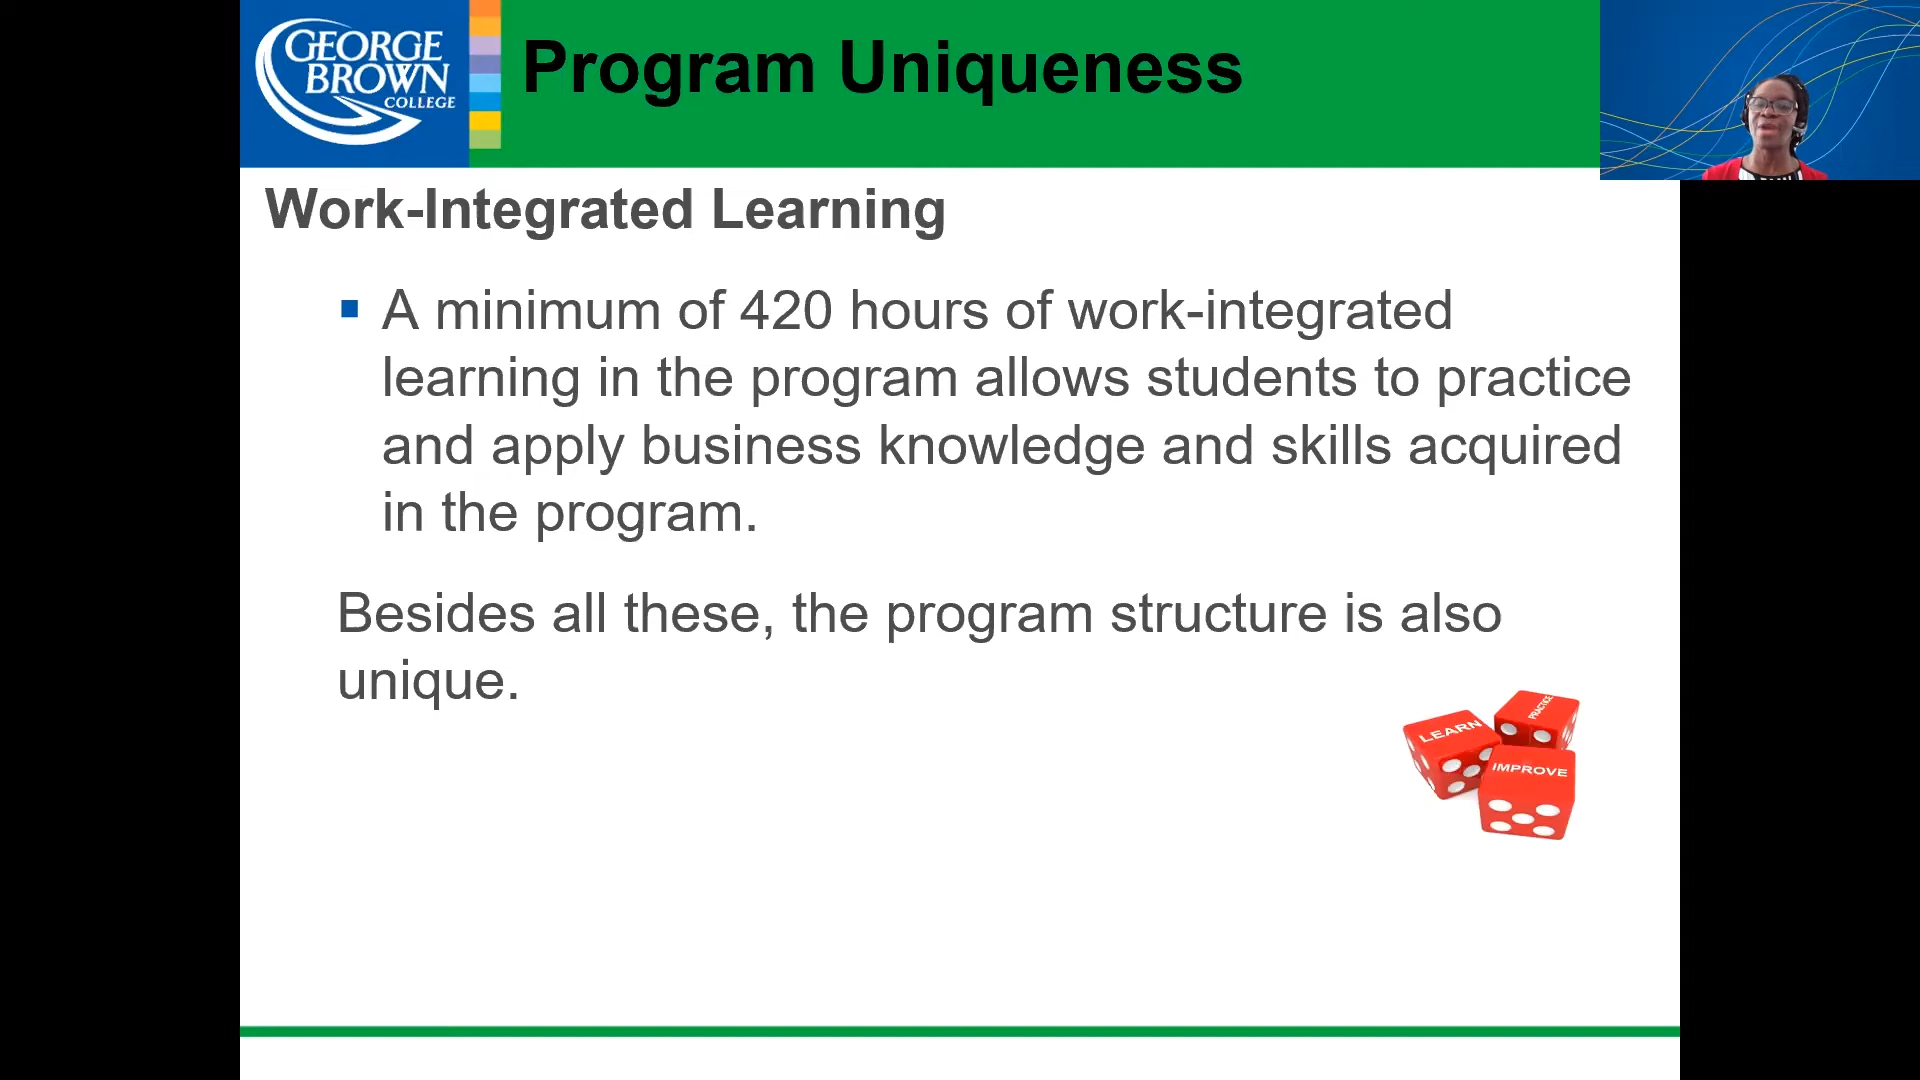 GEORGE
BROWN
COLLEGE
Program Uniqueness
Work-Integrated Learning
A minimum of 420 hours of work-integrated
learning in the program allows students to practice
and apply business knowledge and skills acquired
in the program.
Besides all these, the program structure is also
unique.
LEARN
PRACTICE
IMPROVE